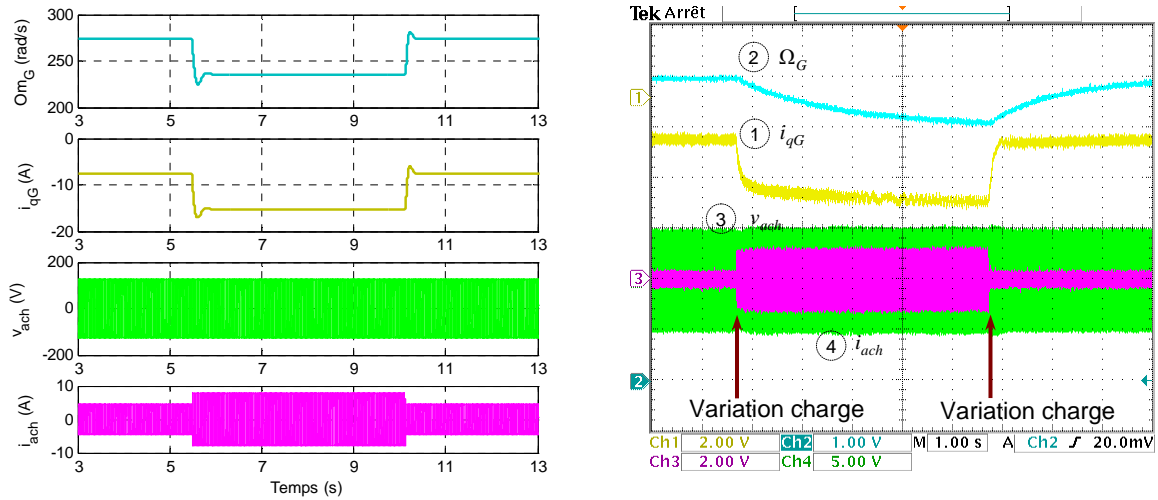 300
250
200
Om_G (rad/s)
3 5 7 9 11 13
0
-10
-20
i_qG (A)
3 5 7 9 11 13
200
0
-200
v_ach (V)
3 5 7 9 11 13
10
0
-10
i_ach (A)
3 5 7 9 11 13
Temps (s)
Tek Arrêt
2 Ω_G
1
1 i_qG
3 v_ach
3
4 i_ach
2
Variation charge Variation charge
Ch1 2.00 V Ch2 1.00 V M 1.00 s A Ch2 ʃ 20.0mV
Ch3 2.00 V Ch4 5.00 V